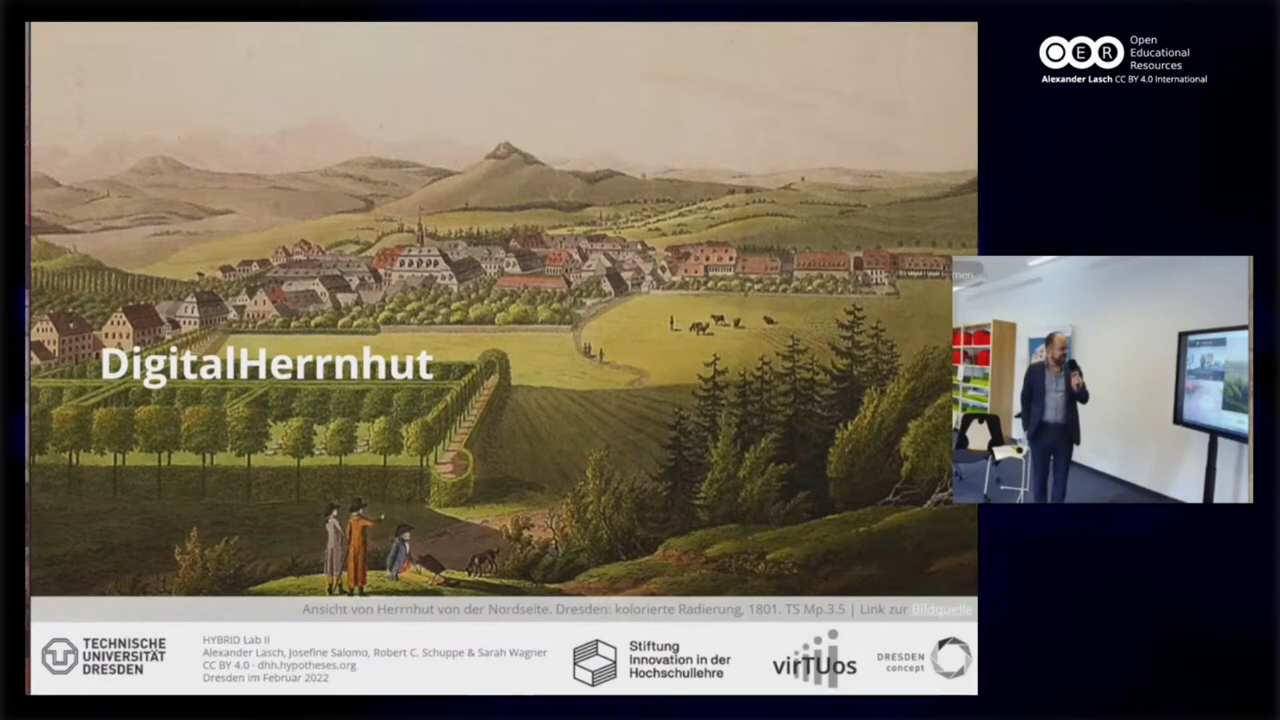 DigitalHerrnhut
Ansicht von Herrnhut von der Nordseite. Dresden: kolorierte Radierung, 1801. TS Mp.3.5 | Link zur Bildquelle
TECHNISCHE
UNIVERSITÄT
DRESDEN
HYBRID Lab II
Alexander Lasch, Josefine Salomo, Robert C. Schuppe & Sarah Wagner
CC BY 4.0 · dhh.hypotheses.org
Dresden im Februar 2022
Stiftung
Innovation in der
Hochschullehre
virTUos
DRESDEN
concept
OER
Open
Educational
Resources
Alexander Lasch CC BY 4.0 International
men